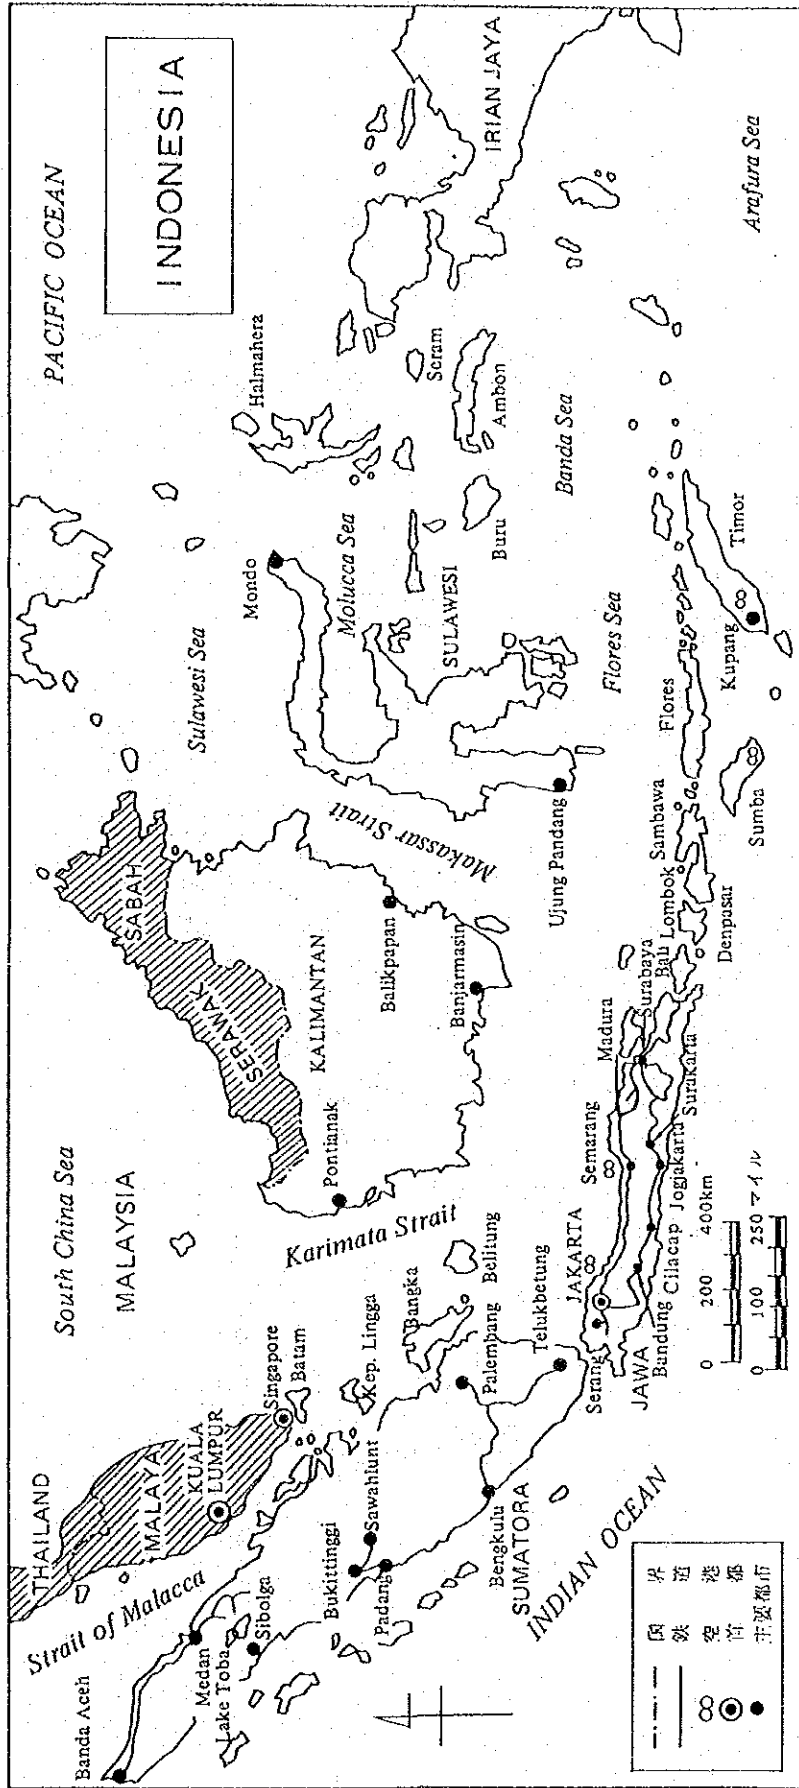 INDONESIA
PACIFIC OCEAN
South China Sea
THAILAND
MALAYA
KUALA
LUMPUR
MALAYSIA
SABAH
SERAWAK
Sulawesi Sea
Halmahera
Strait of Malacca
Banda Aceh
Medan
Lake Toba
Sibolga
Singapore
Batam
Kep. Lingga
Bukittinggi
Sawahlunt
Padang
Bangka
Belitung
Palembang
Bengkulu
SUMATORA
Telukbetung
INDIAN OCEAN
Pontianak
KALIMANTAN
Balikpapan
Banjarmasin
Karimata Strait
Makassar Strait
Mondo
Molucca Sea
SULAWESI
Buru
Seram
Ambon
IRIAN JAYA
Banda Sea
Arafura Sea
Ujung Pandang
Flores Sea
JAKARTA
Serang
JAWA
Bandung
Cilacap
Jogjakarta
Semarang
Surakarta
Madura
Surabaya
Bali
Lombok
Denpasar
Sambawa
Flores
Sumba
Kupang
Timor
0 200 400km
0 100 250マイル
国界
鉄道
空港
首都
主要都市